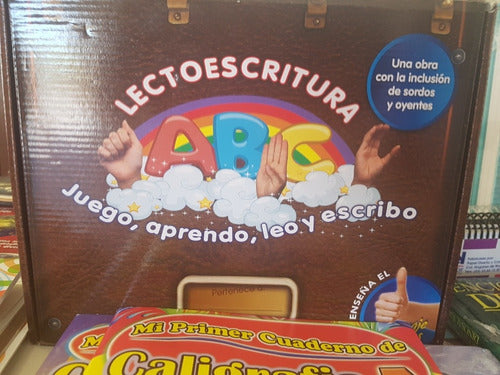 LECTOESCRITURA
Una obra
con la inclusión
de sordos
y oyentes
ABC
Juego, aprendo, leo y escribo
Pertenece a:
ENSEÑA EL
Mi Primer Cuaderno de